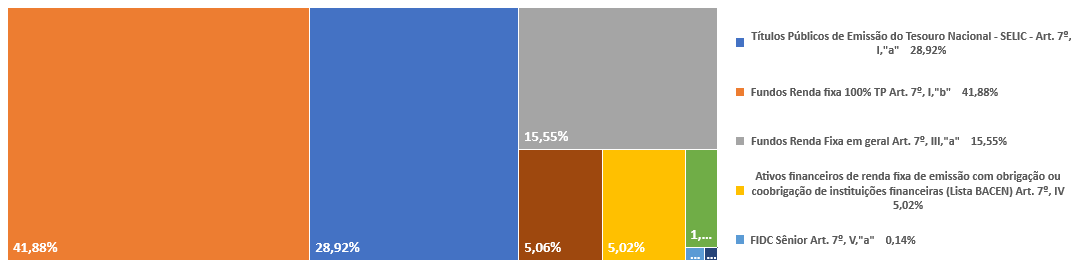 41,88%
28,92%
15,55%
5,06%
5,02%
1,...
...
...
Títulos Públicos de Emissão do Tesouro Nacional - SELIC - Art. 7º,
I,"a" 28,92%
Fundos Renda fixa 100% TP Art. 7º, I,"b" 41,88%
Fundos Renda Fixa em geral Art. 7º, III,"a" 15,55%
Ativos financeiros de renda fixa de emissão com obrigação ou
coobrigação de instituições financeiras (Lista BACEN) Art. 7º, IV
5,02%
FIDC Sênior Art. 7º, V,"a" 0,14%